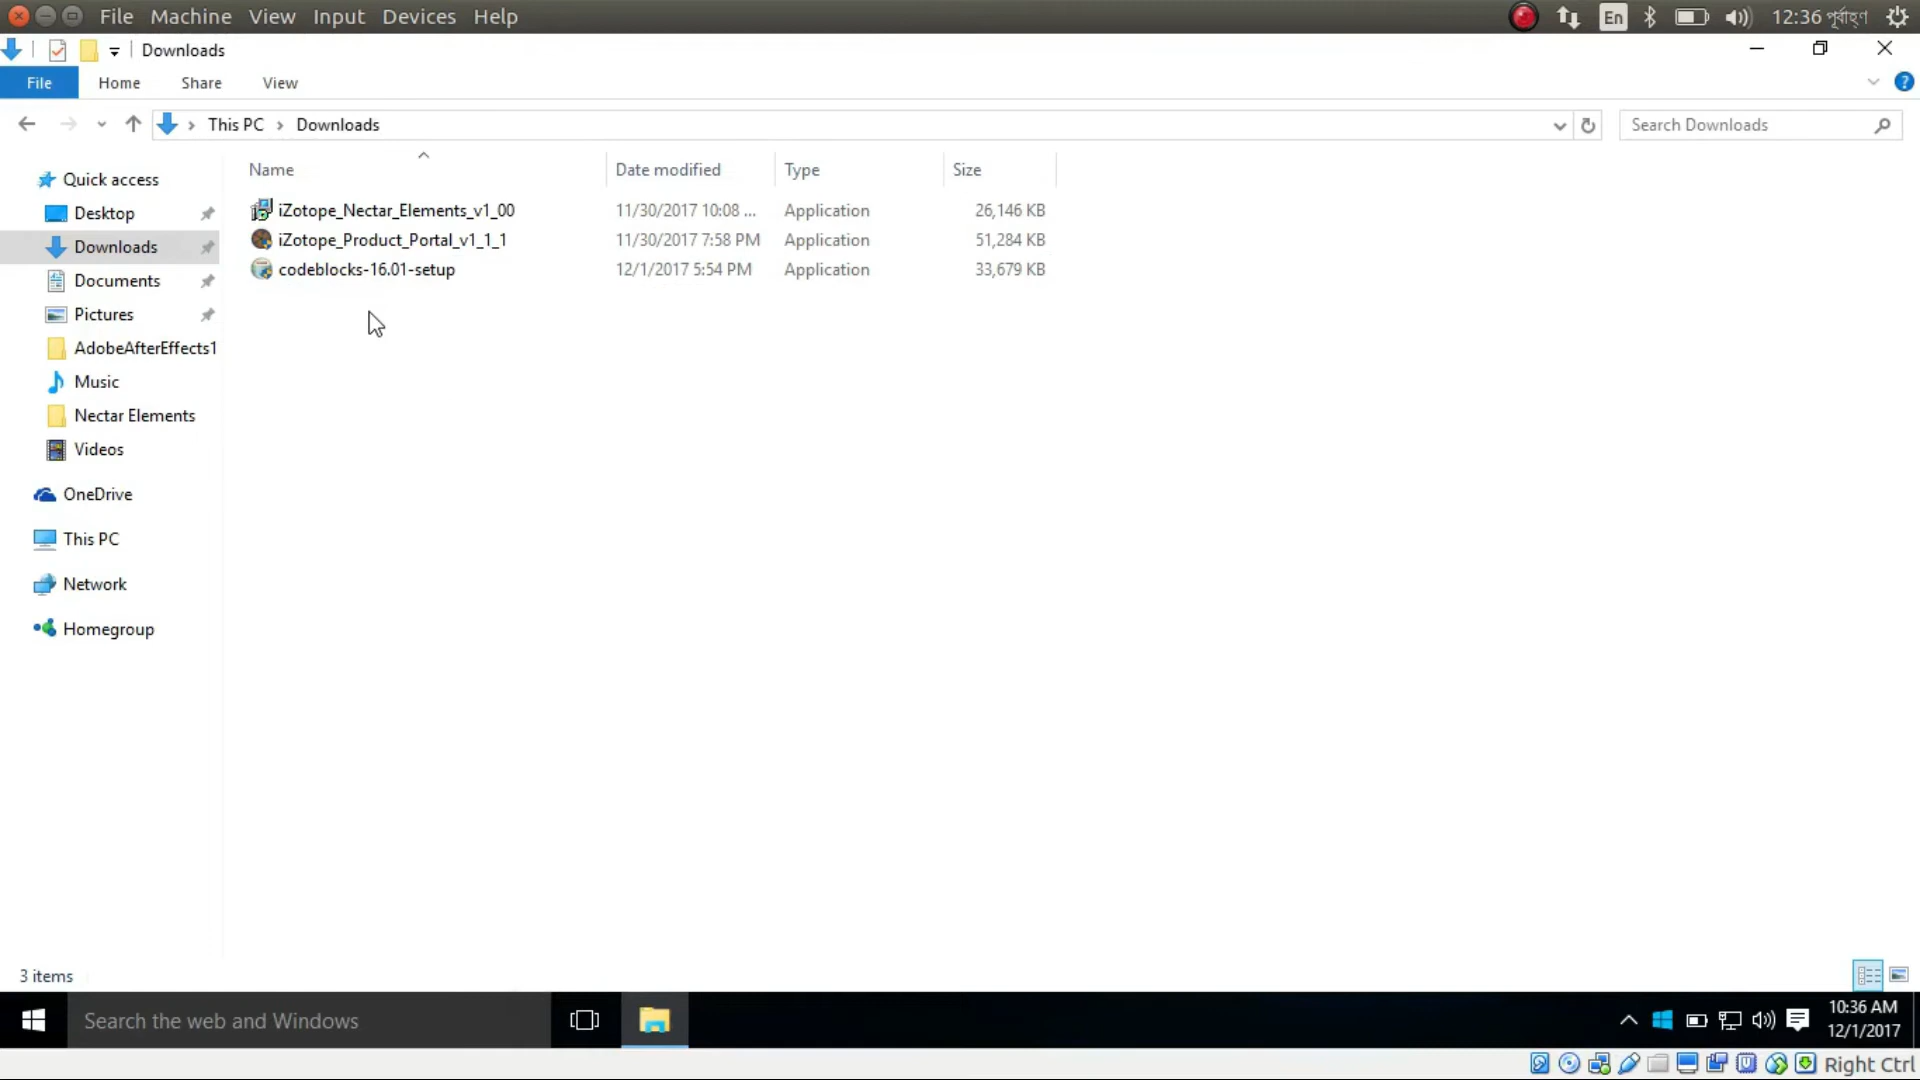 File Machine View Input Devices Help
En 12:36 পূর্বাহ্ণ
Downloads
File Home Share View
This PC Downloads
Search Downloads
Name Date modified Type Size
Quick access
Desktop
Downloads
Documents
Pictures
AdobeAfterEffects1
Music
Nectar Elements
Videos
OneDrive
This PC
Network
Homegroup
iZotope_Nectar_Elements_v1_00 11/30/2017 10:08 ... Application 26,146 KB
iZotope_Product_Portal_v1_1_1 11/30/2017 7:58 PM Application 51,284 KB
codeblocks-16.01-setup 12/1/2017 5:54 PM Application 33,679 KB
3 items
Search the web and Windows
10:36 AM
12/1/2017
Right Ctrl